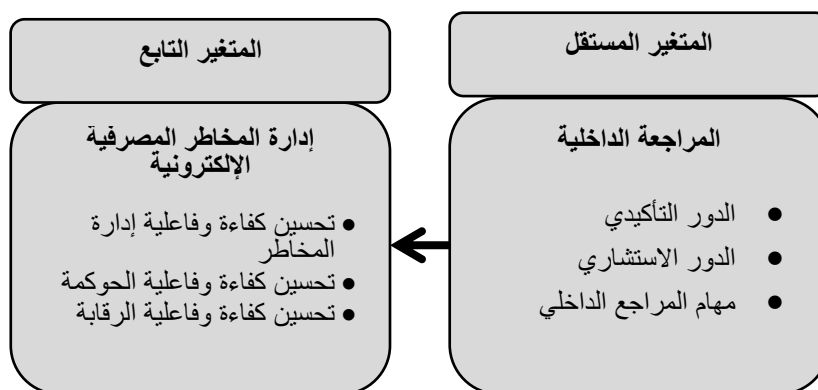 المتغير المستقل
المراجعة الداخلية
● الدور التأكيدي
● الدور الاستشاري
● مهام المراجع الداخلي
المتغير التابع
إدارة المخاطر المصرفية
الإلكترونية
● تحسين كفاءة وفاعلية إدارة
المخاطر
● تحسين كفاءة وفاعلية الحوكمة
● تحسين كفاءة وفاعلية الرقابة